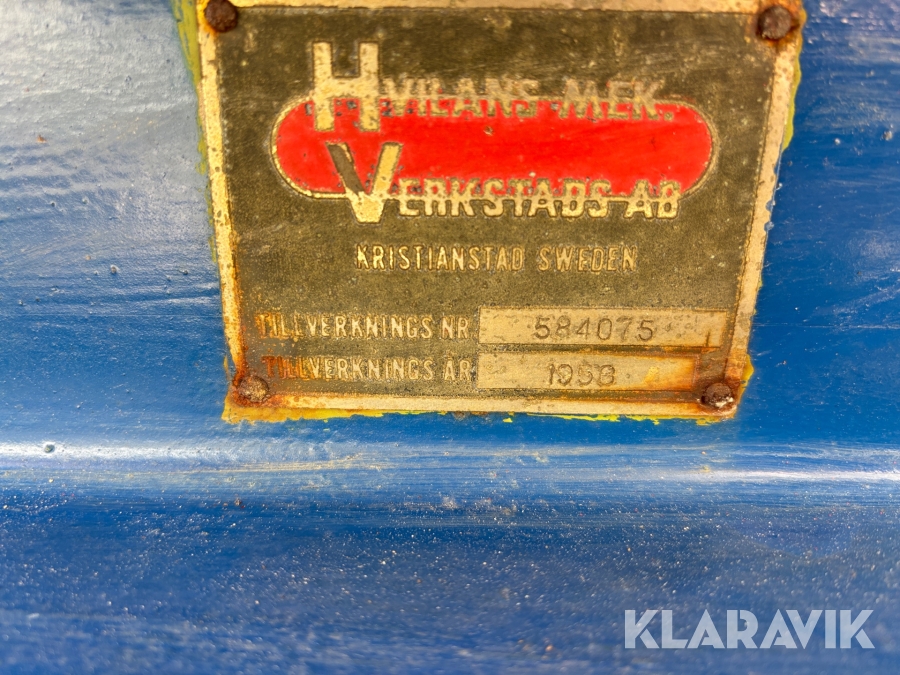 HVILANS MEK.
VERKSTADS AB
KRISTIANSTAD SWEDEN
TILLVERKNINGS NR 584075
TILLVERKNINGS ÅR 1958
KLARAVIK